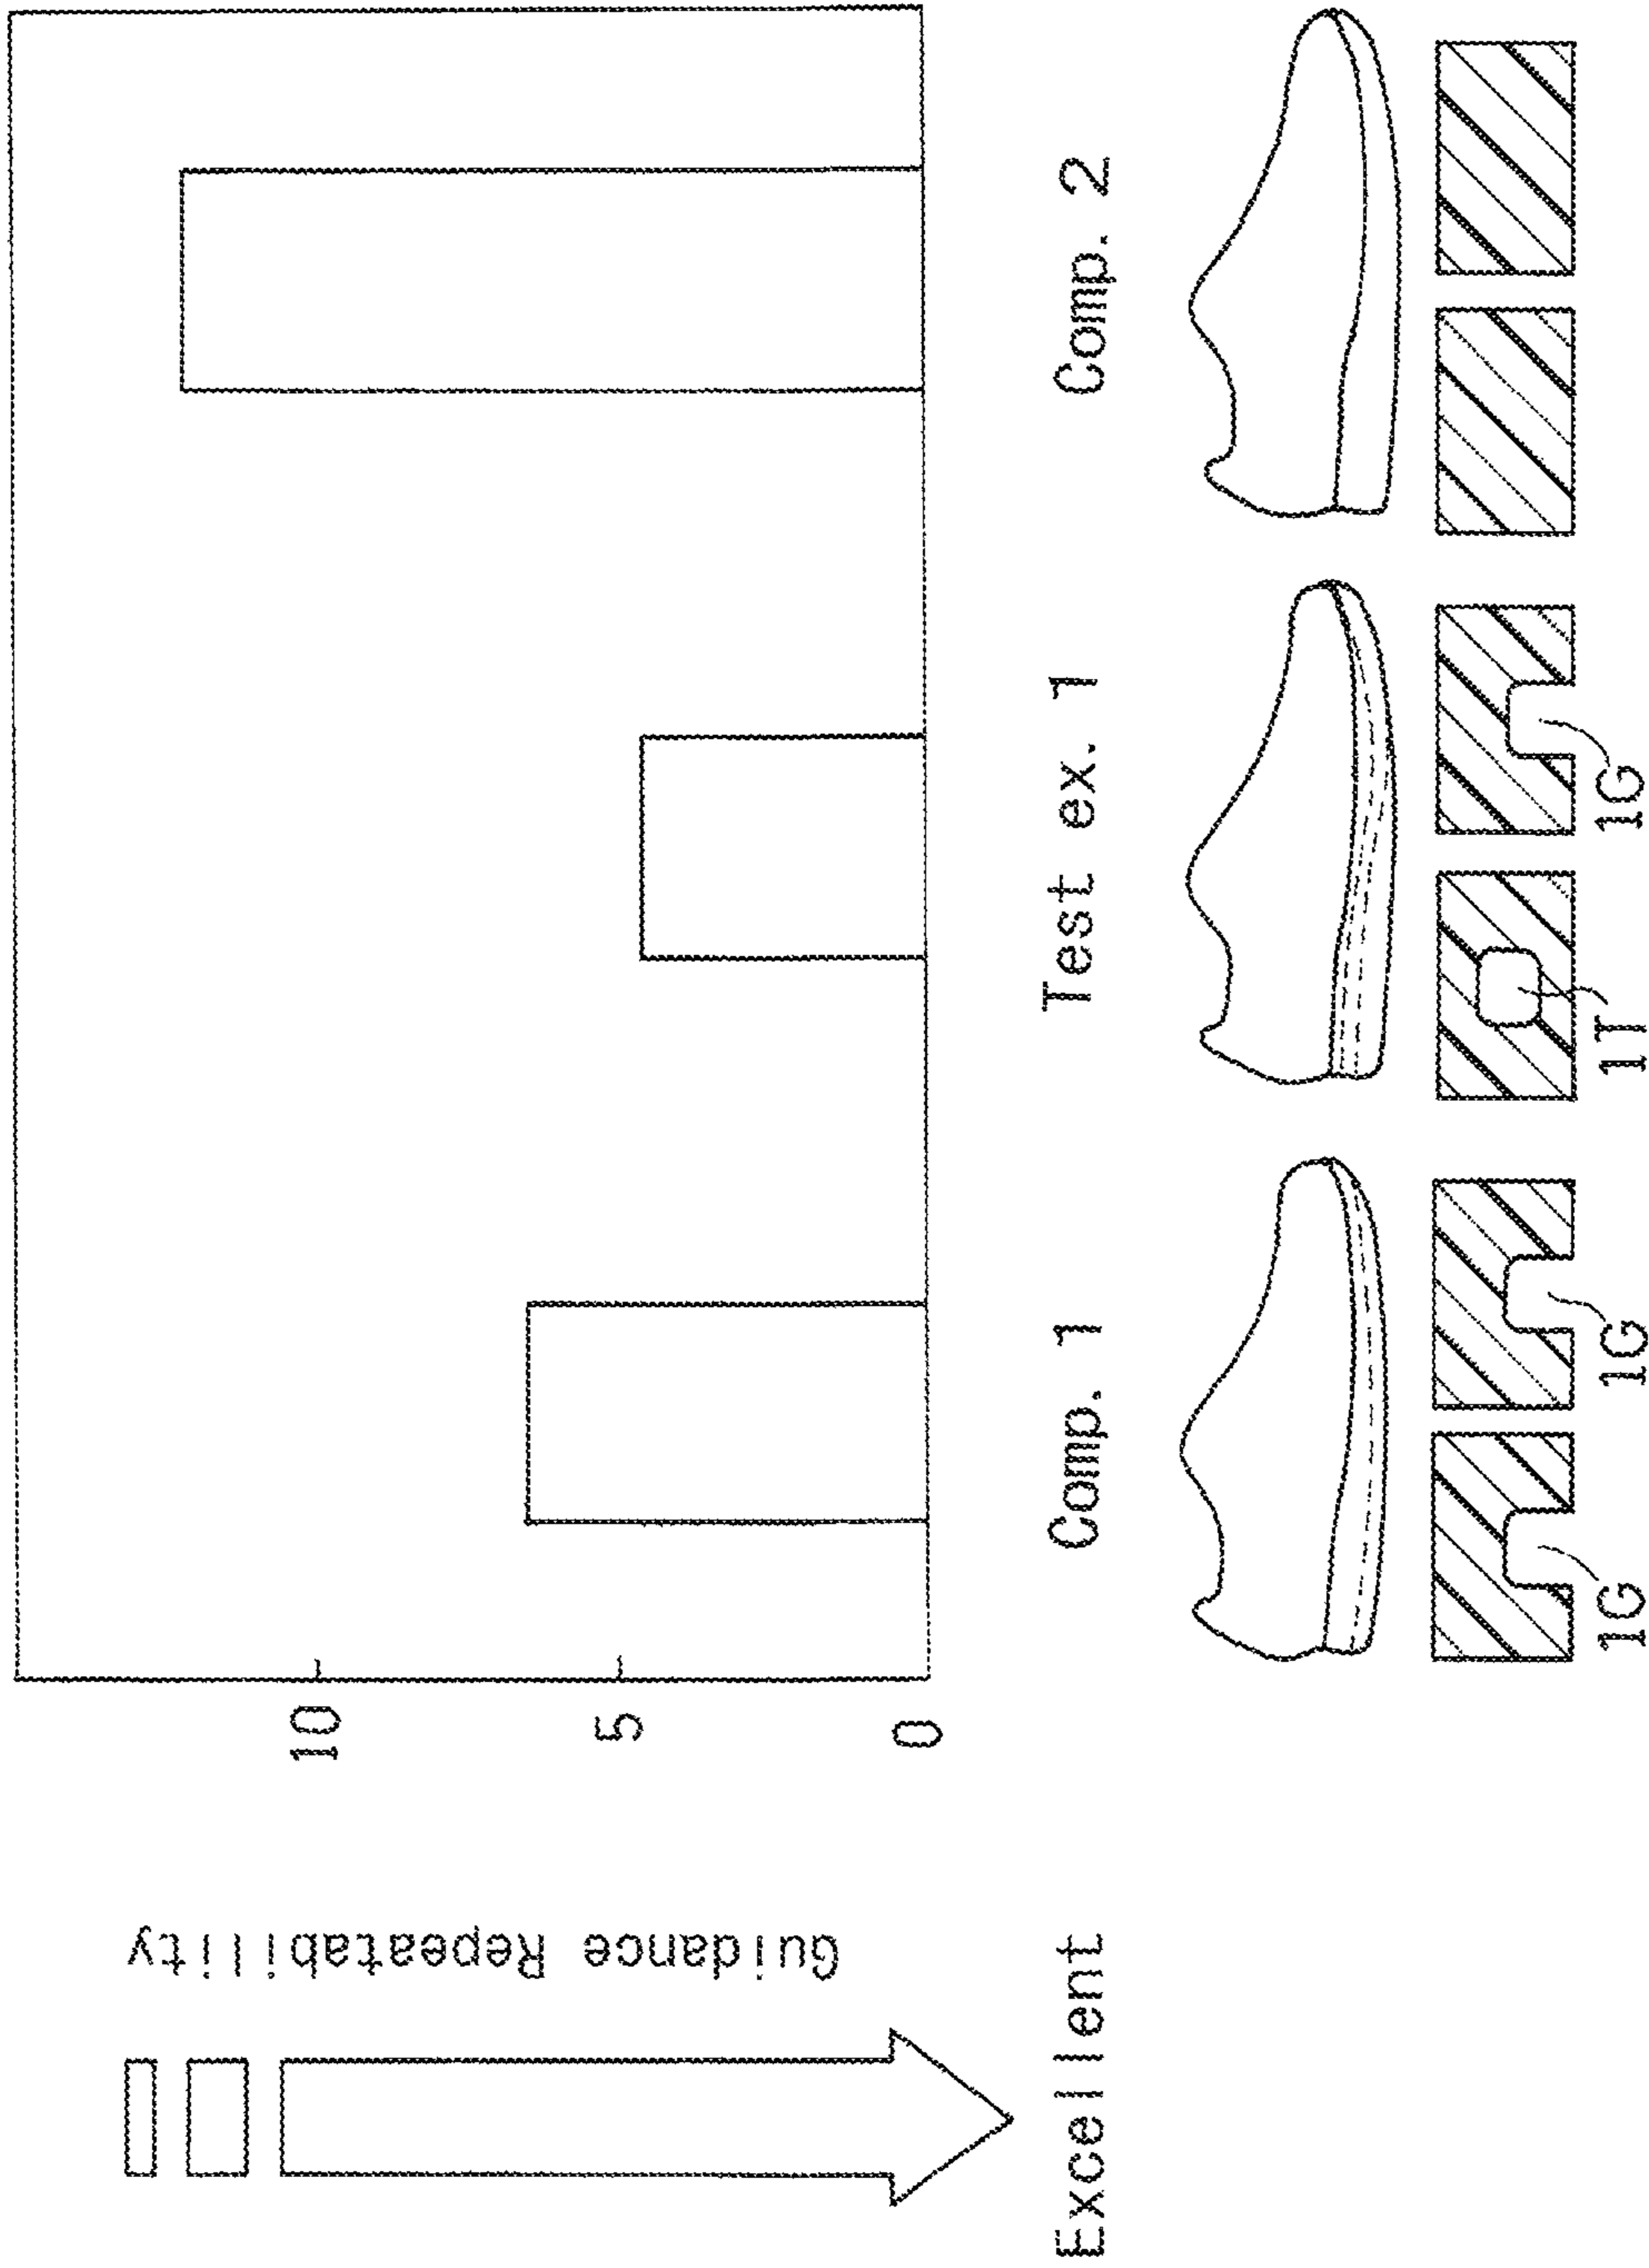 Guidance Repeatability
10
5
0
Excellent
Comp. 1
Test ex. 1
Comp. 2
1G
1G
1T
1G